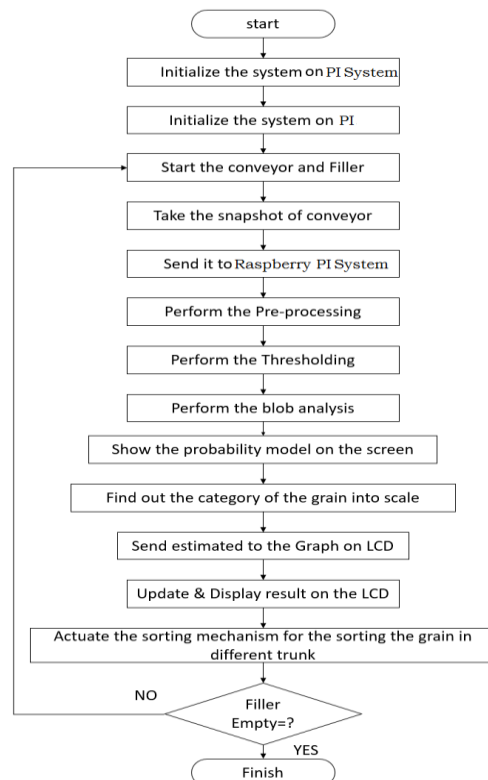 start
Initialize the system on PI System
Initialize the system on PI
Start the conveyor and Filler
Take the snapshot of conveyor
Send it to Raspberry PI System
Perform the Pre-processing
Perform the Thresholding
Perform the blob analysis
Show the probability model on the screen
Find out the category of the grain into scale
Send estimated to the Graph on LCD
Update & Display result on the LCD
Actuate the sorting mechanism for the sorting the grain in
different trunk
NO
Filler
Empty=?
YES
Finish